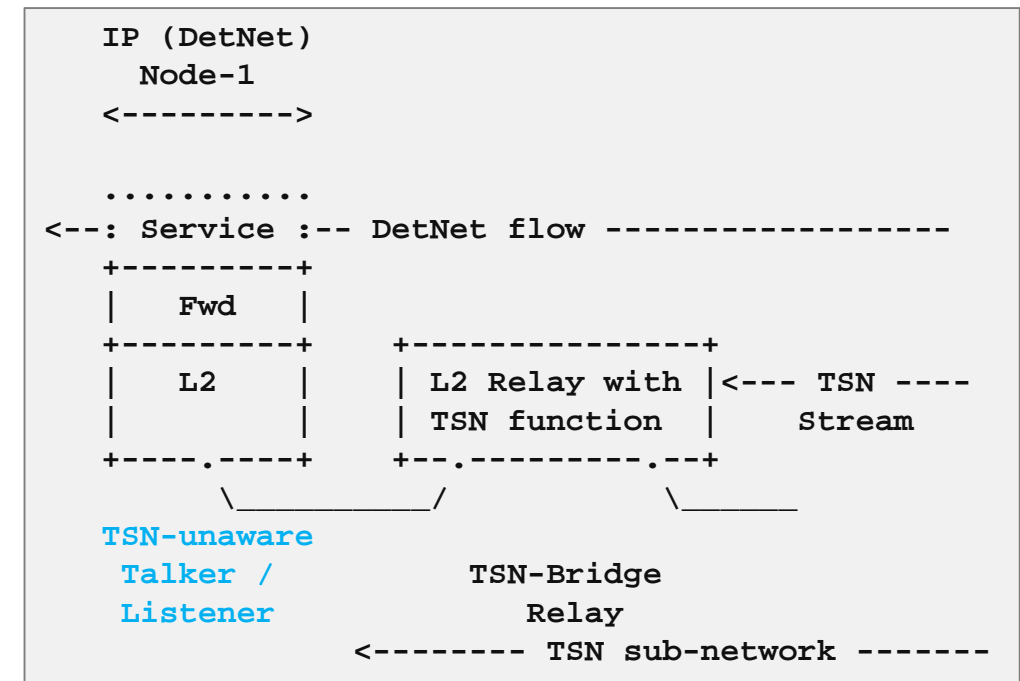 IP (DetNet)
Node-1
<--------->
...........
<--: Service :-- DetNet flow ------------------
+---------+
|   Fwd   |
+---------+    +---------------+
|   L2    |    | L2 Relay with |<--- TSN ----
|         |    | TSN function  |    Stream
+----.----+    +--.---------.--+
\__________/           \______
TSN-unaware
Talker /          TSN-Bridge
Listener             Relay
<-------- TSN sub-network -------